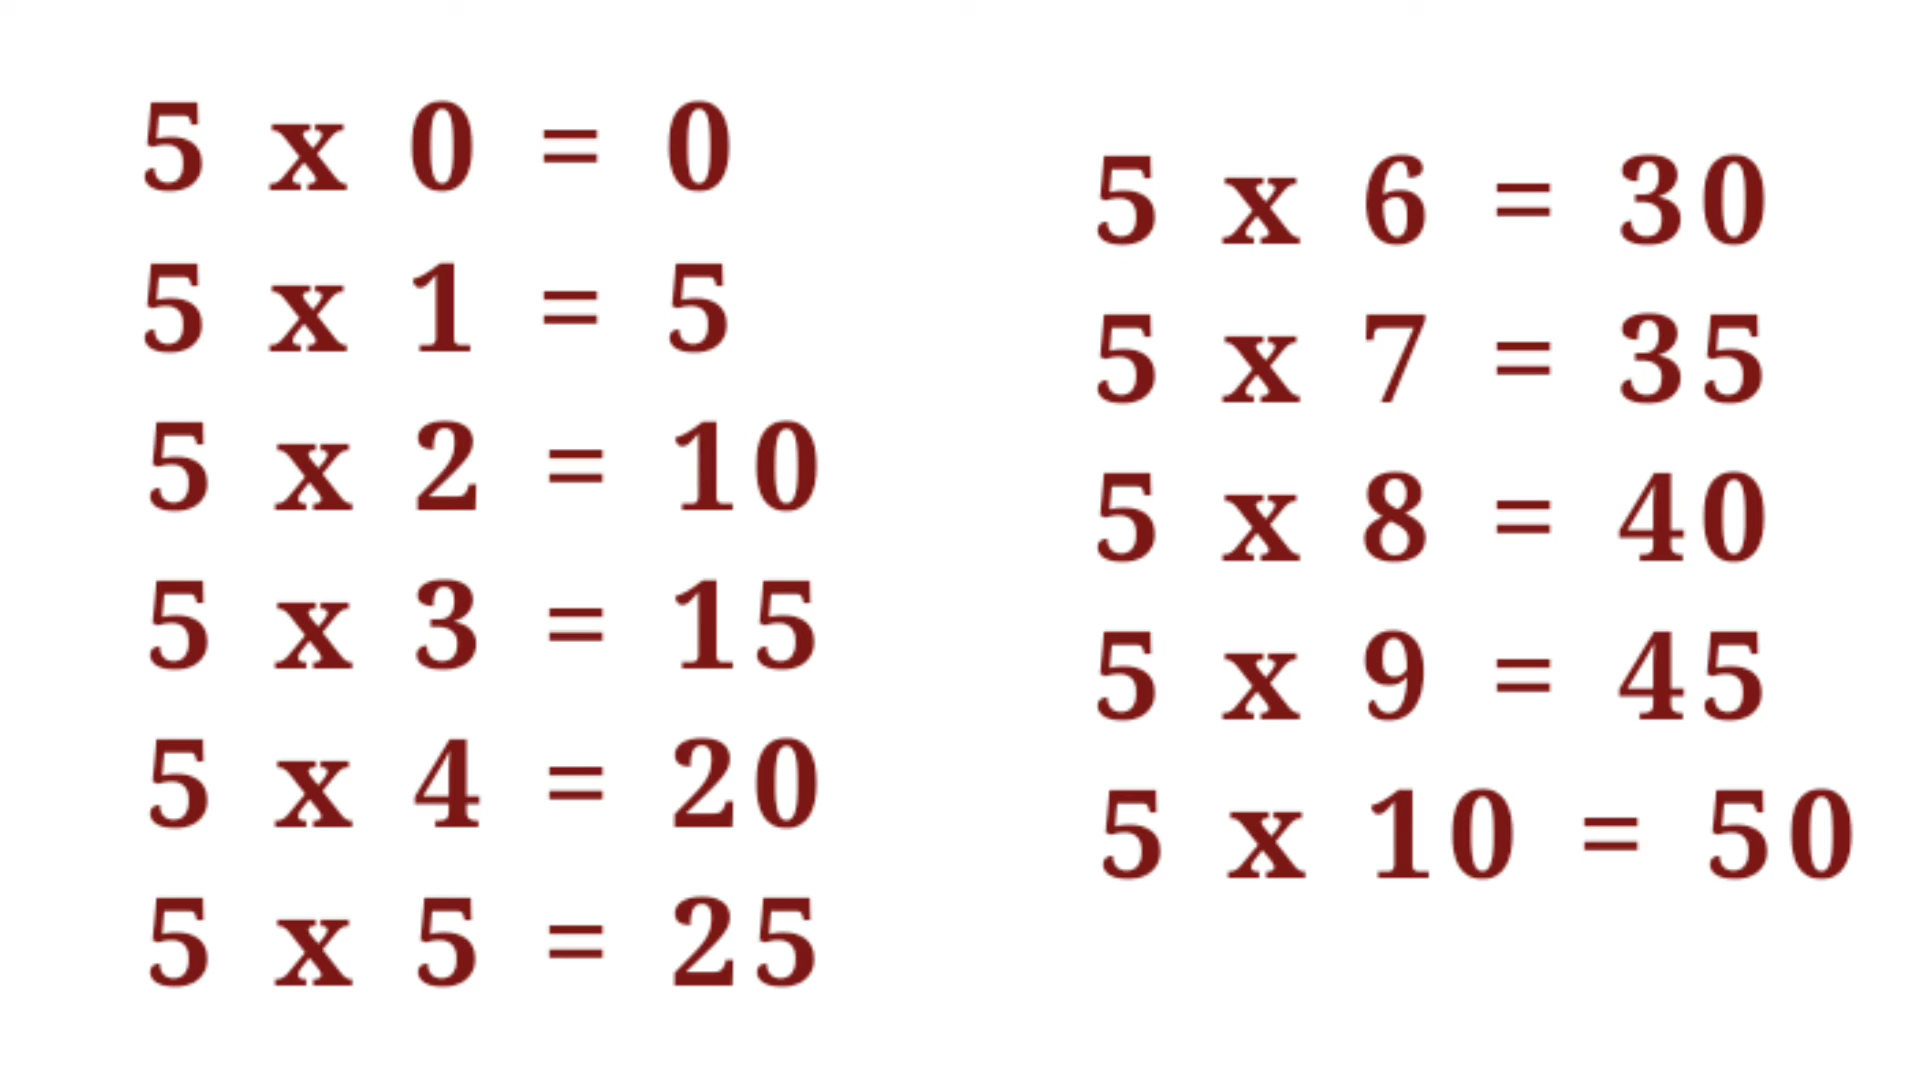 5 x 0 = 0
5 x 1 = 5
5 x 2 = 10
5 x 3 = 15
5 x 4 = 20
5 x 5 = 25
5 x 6 = 30
5 x 7 = 35
5 x 8 = 40
5 x 9 = 45
5 x 10 = 50